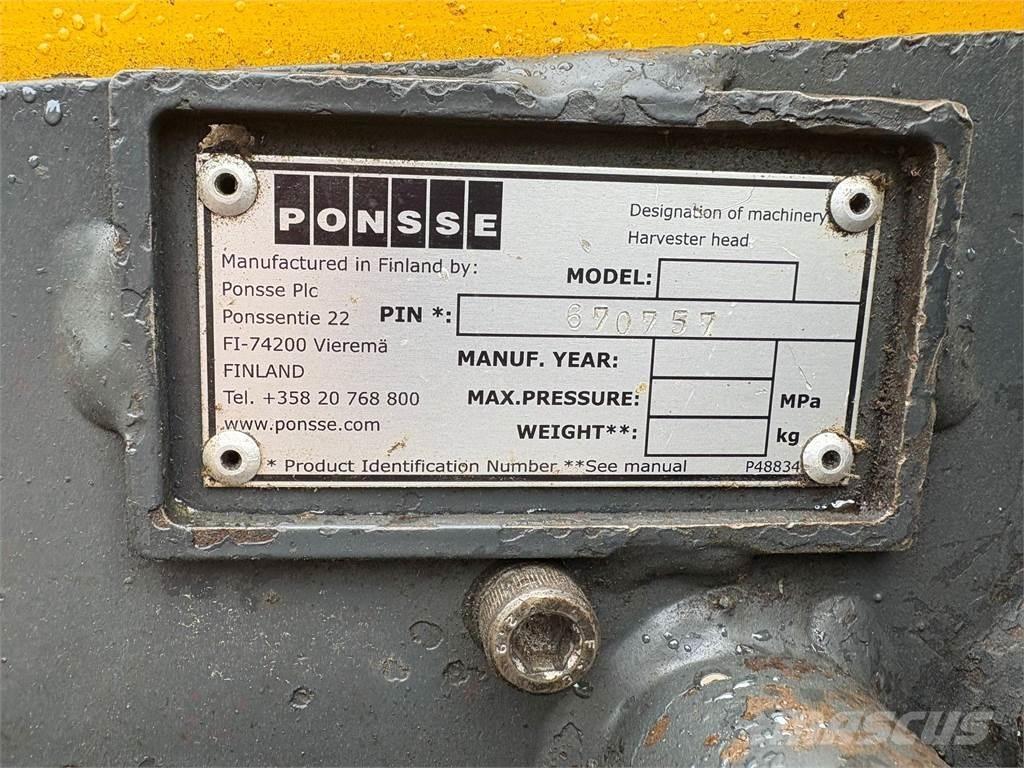 PONSSE
Designation of machinery
Harvester head
Manufactured in Finland by:
Ponsse Plc
Ponssentie 22
FI-74200 Vieremä
FINLAND
Tel. +358 20 768 800
www.ponsse.com
MODEL:
PIN *: 670757
MANUF. YEAR:
MAX.PRESSURE: MPa
WEIGHT**: kg
* Product Identification Number **See manual P48834
MASCUS